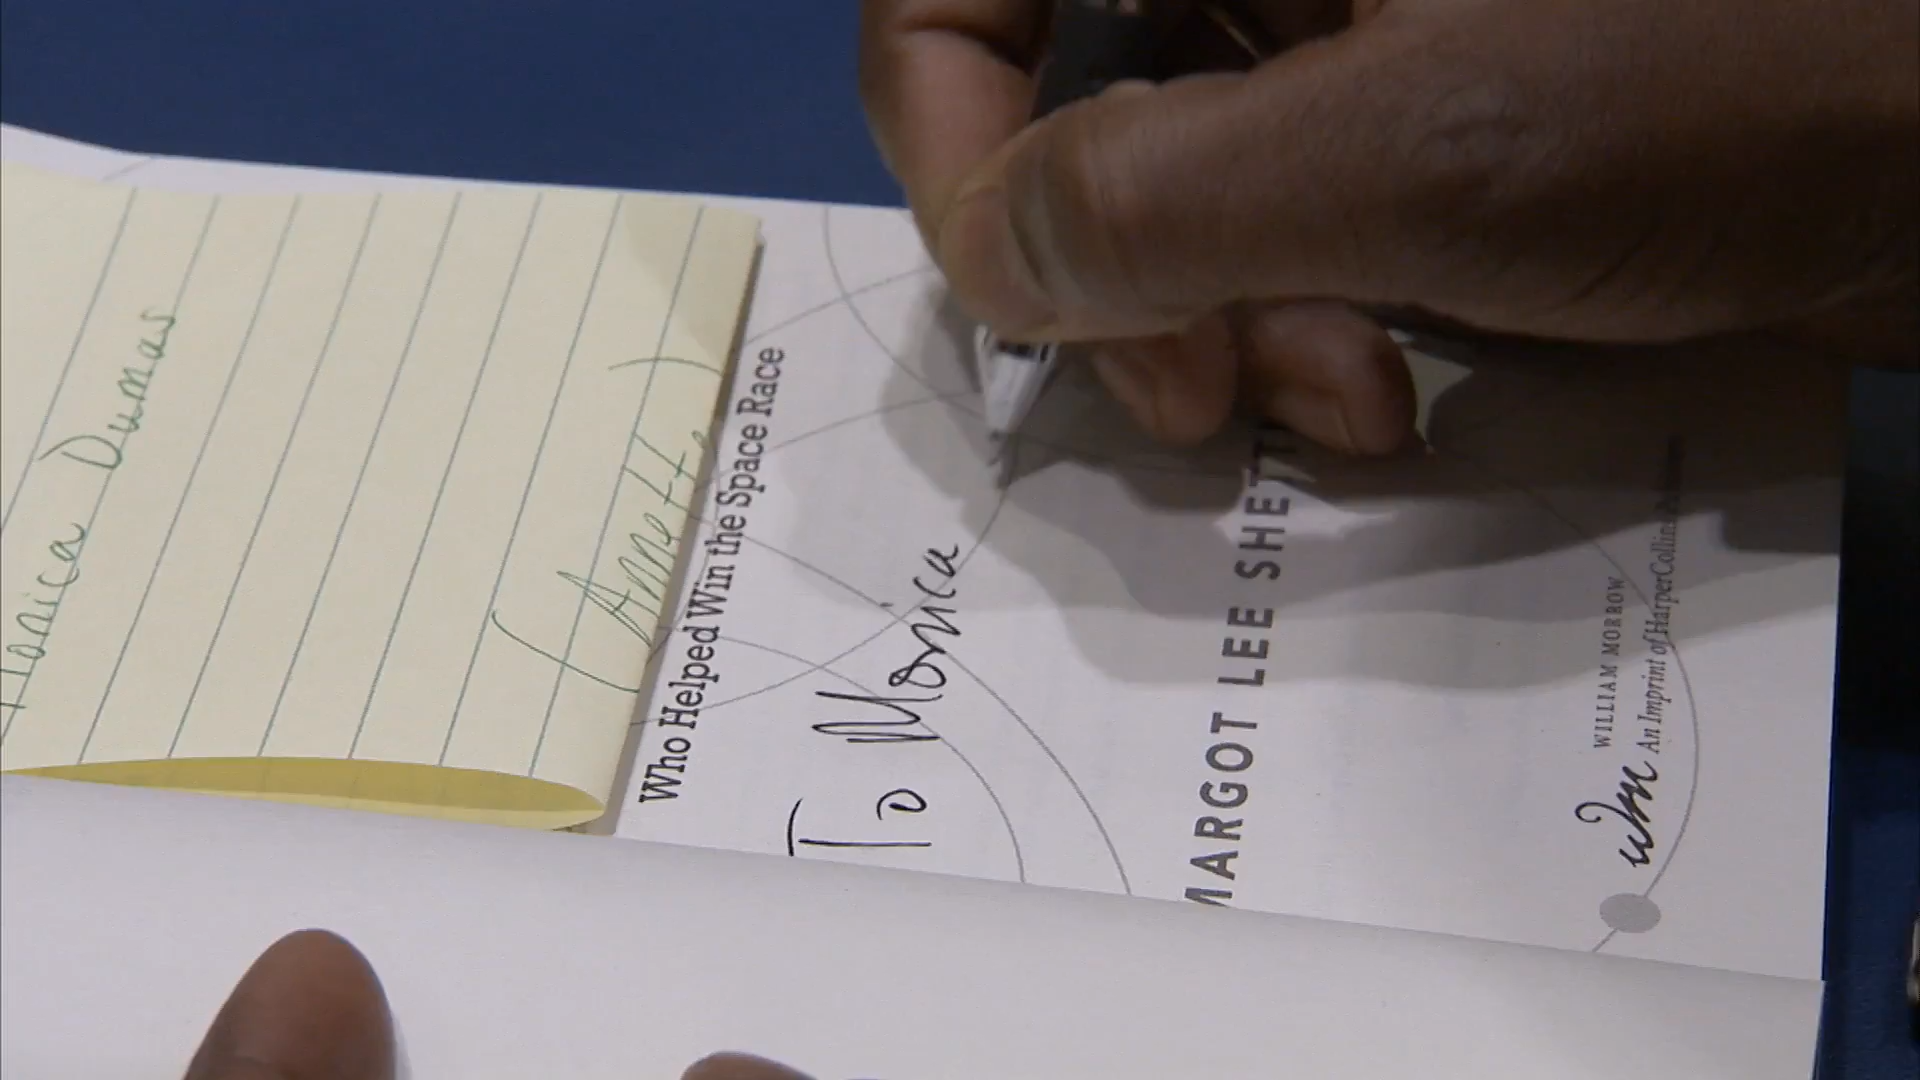 Monica Dumas
(Annette)
Who Helped Win the Space Race
To Monica
MARGOT LEE
WILLIAM MORROW
wm An Imprint of HarperCollins